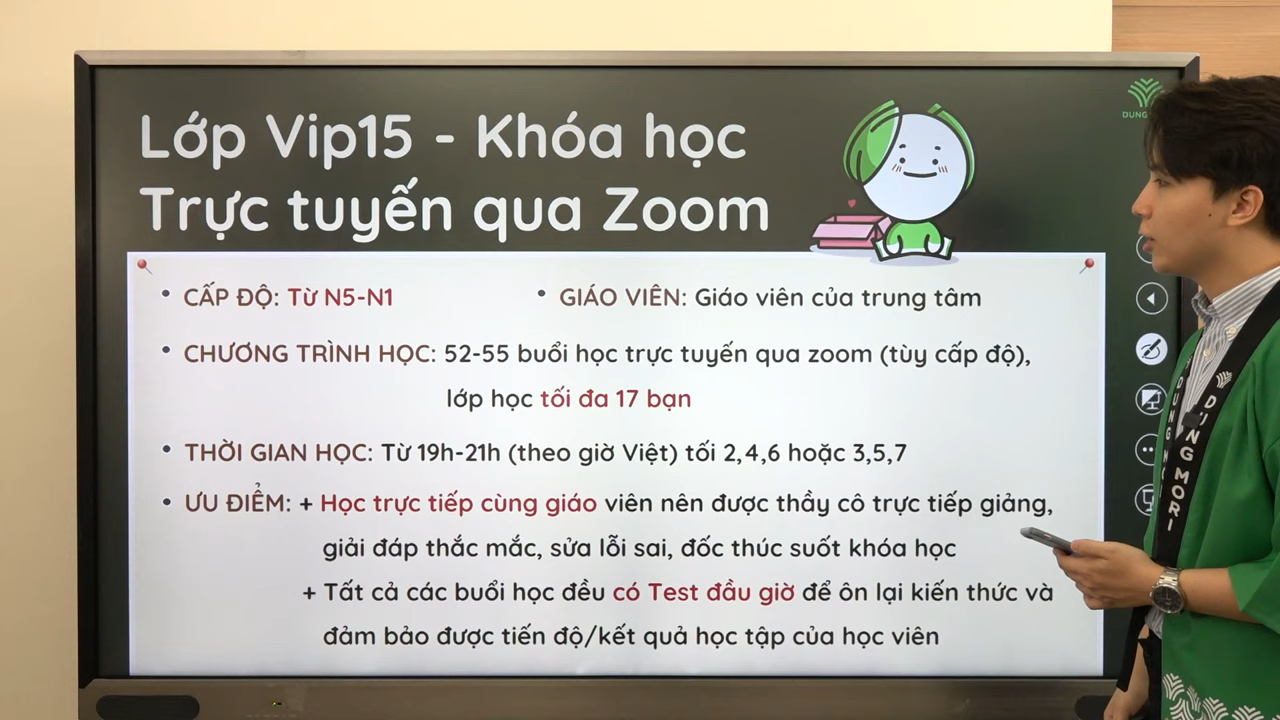 Lớp Vip15 - Khóa học
Trực tuyến qua Zoom
DUNG
• CẤP ĐỘ: Từ N5-N1
• GIÁO VIÊN: Giáo viên của trung tâm
• CHƯƠNG TRÌNH HỌC: 52-55 buổi học trực tuyến qua zoom (tùy cấp độ),
lớp học tối đa 17 bạn
• THỜI GIAN HỌC: Từ 19h-21h (theo giờ Việt) tối 2,4,6 hoặc 3,5,7
• ƯU ĐIỂM: + Học trực tiếp cùng giáo viên nên được thầy cô trực tiếp giảng,
giải đáp thắc mắc, sửa lỗi sai, đốc thúc suốt khóa học
+ Tất cả các buổi học đều có Test đầu giờ để ôn lại kiến thức và
đảm bảo được tiến độ/kết quả học tập của học viên
DUNG MORI